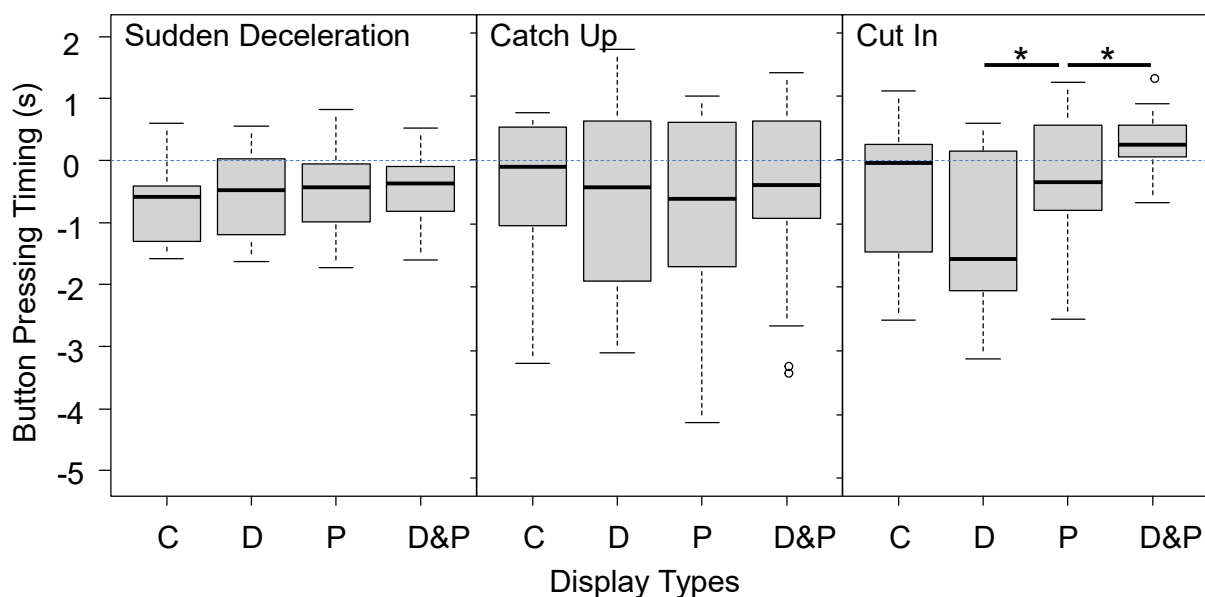 Sudden Deceleration
Catch Up
Cut In
* *
Button Pressing Timing (s)
2
1
0
-1
-2
-3
-4
-5
C D P D&P C D P D&P C D P D&P
Display Types